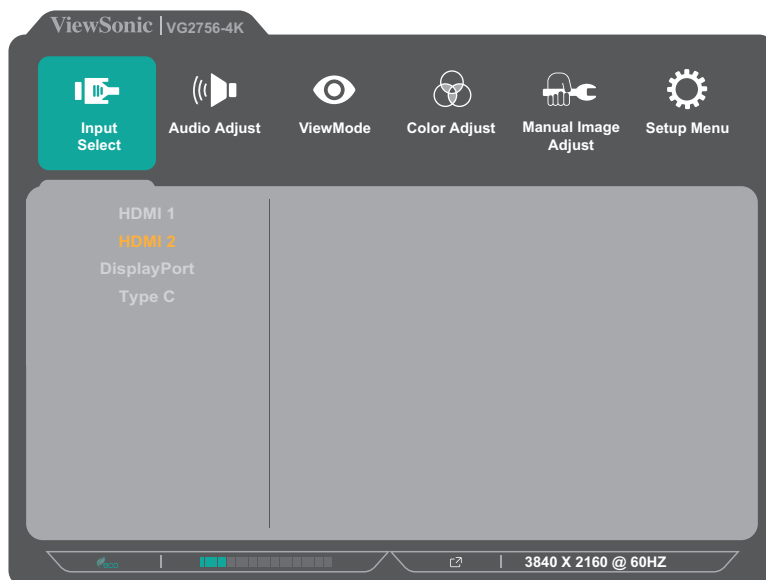 ViewSonic | VG2756-4K
Input Select
Audio Adjust
ViewMode
Color Adjust
Manual Image Adjust
Setup Menu
HDMI 1
HDMI 2
DisplayPort
Type C
eco
3840 X 2160 @ 60HZ